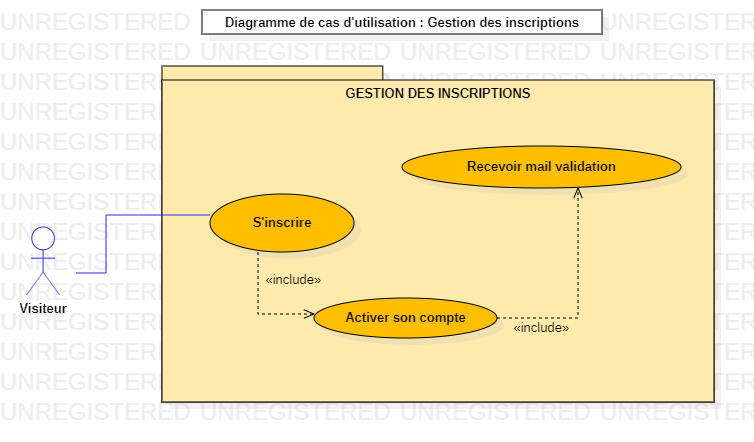 Diagramme de cas d'utilisation : Gestion des inscriptions
GESTION DES INSCRIPTIONS
Recevoir mail validation
S'inscrire
«include»
Visiteur
Activer son compte
«include»
UNREGISTERED UNREGISTERED UNREGISTERED UNREGISTERED